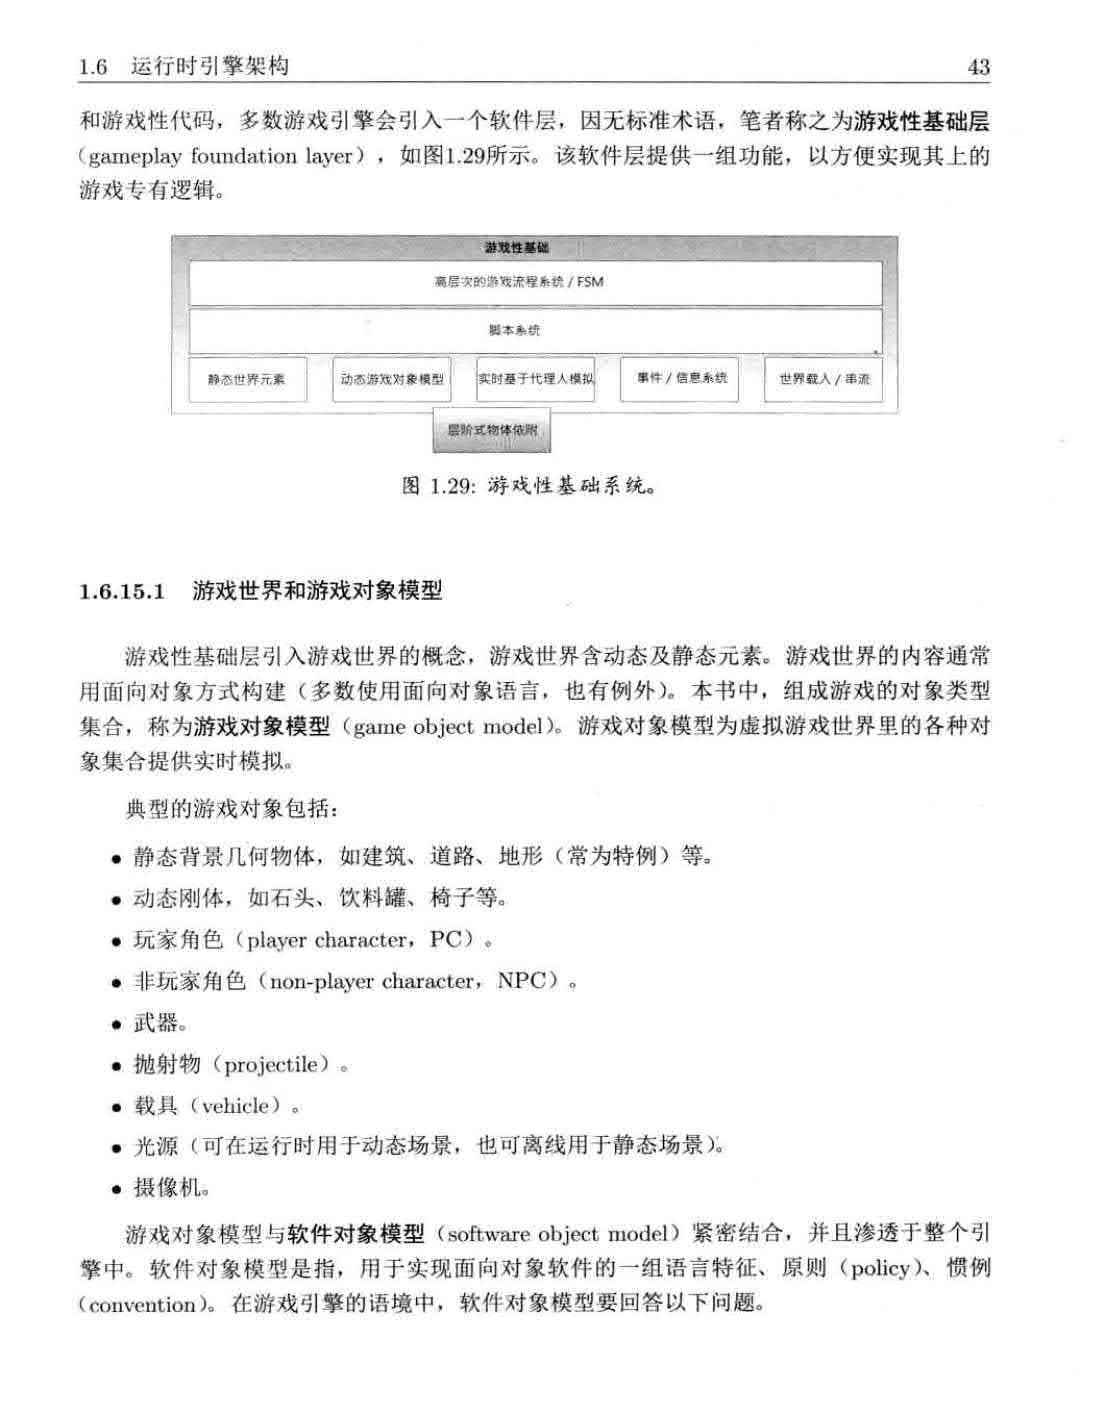 1.6 运行时引擎架构 43
和游戏性代码，多数游戏引擎会引入一个软件层，因无标准术语，笔者称之为游戏性基础层
（gameplay foundation layer），如图1.29所示。该软件层提供一组功能，以方便实现其上的
游戏专有逻辑。
游戏性基础
高层次的游戏流程系统 / FSM
脚本系统
静态世界元素 动态游戏对象模型 实时基于代理人模拟 事件 / 信息系统 世界载入 / 串流
层阶式物体依附
图 1.29: 游戏性基础系统。
1.6.15.1 游戏世界和游戏对象模型
游戏性基础层引入游戏世界的概念，游戏世界含动态及静态元素。游戏世界的内容通常
用面向对象方式构建（多数使用面向对象语言，也有例外）。本书中，组成游戏的对象类型
集合，称为游戏对象模型（game object model）。游戏对象模型为虚拟游戏世界里的各种对
象集合提供实时模拟。
典型的游戏对象包括：
• 静态背景几何物体，如建筑、道路、地形（常为特例）等。
• 动态刚体，如石头、饮料罐、椅子等。
• 玩家角色（player character，PC）。
• 非玩家角色（non-player character，NPC）。
• 武器。
• 抛射物（projectile）。
• 载具（vehicle）。
• 光源（可在运行时用于动态场景，也可离线用于静态场景）。
• 摄像机。
游戏对象模型与软件对象模型（software object model）紧密结合，并且渗透于整个引
擎中。软件对象模型是指，用于实现面向对象软件的一组语言特征、原则（policy）、惯例
（convention）。在游戏引擎的语境中，软件对象模型要回答以下问题。